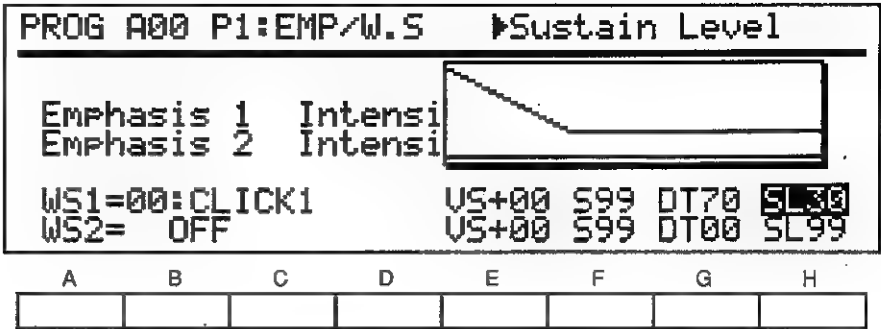 PROG A00 P1:EMP/W.S ▶Sustain Level
Emphasis 1 Intensi
Emphasis 2 Intensi
WS1=00:CLICK1 VS+00 S99 DT70 SL30
WS2= OFF VS+00 S99 DT00 SL99
A B C D E F G H